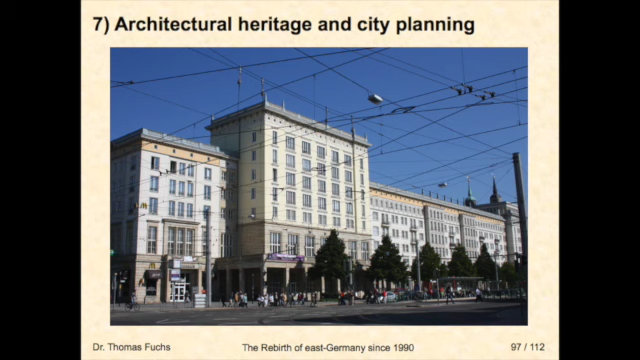 7) Architectural heritage and city planning
Dr. Thomas Fuchs
The Rebirth of east-Germany since 1990
97 / 112